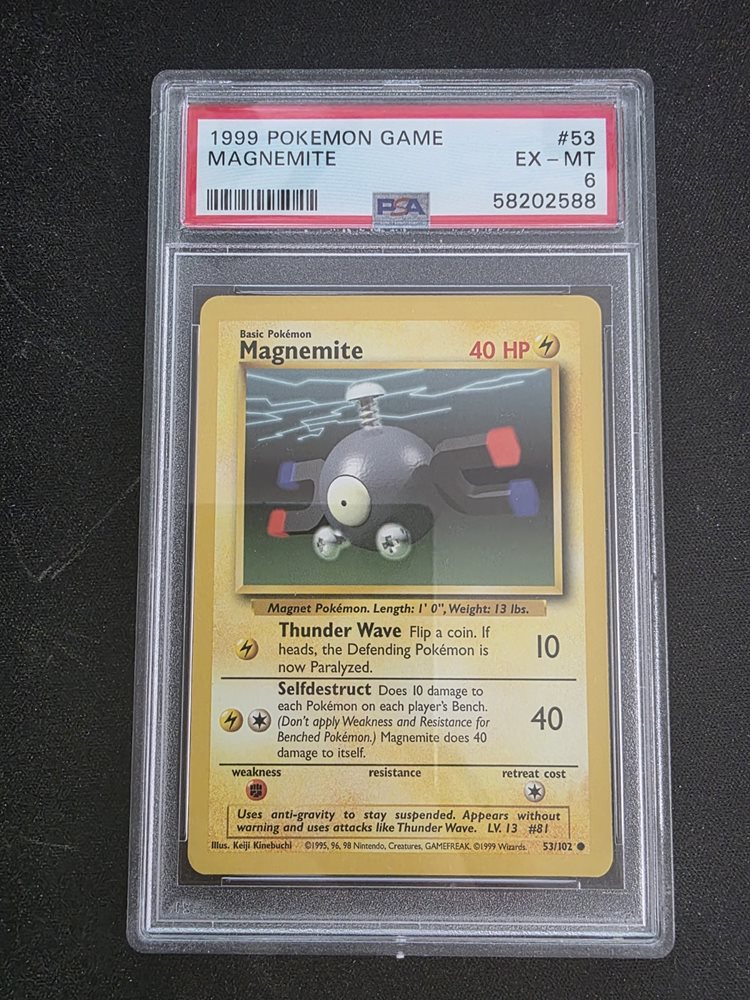 1999 POKEMON GAME #53
MAGNEMITE EX - MT
6
58202588
PSA
Basic Pokémon
Magnemite 40 HP
Magnet Pokémon. Length: 1' 0", Weight: 13 lbs.
Thunder Wave Flip a coin. If
heads, the Defending Pokémon is
now Paralyzed.
10
Selfdestruct Does 10 damage to
each Pokémon on each player's Bench.
(Don't apply Weakness and Resistance for
Benched Pokémon.) Magnemite does 40
damage to itself.
40
weakness resistance retreat cost
Uses anti-gravity to stay suspended. Appears without
warning and uses attacks like Thunder Wave. LV. 13 #81
Illus. Keiji Kinebuchi ©1995, 96, 98 Nintendo, Creatures, GAMEFREAK. ©1999 Wizards. 53/102